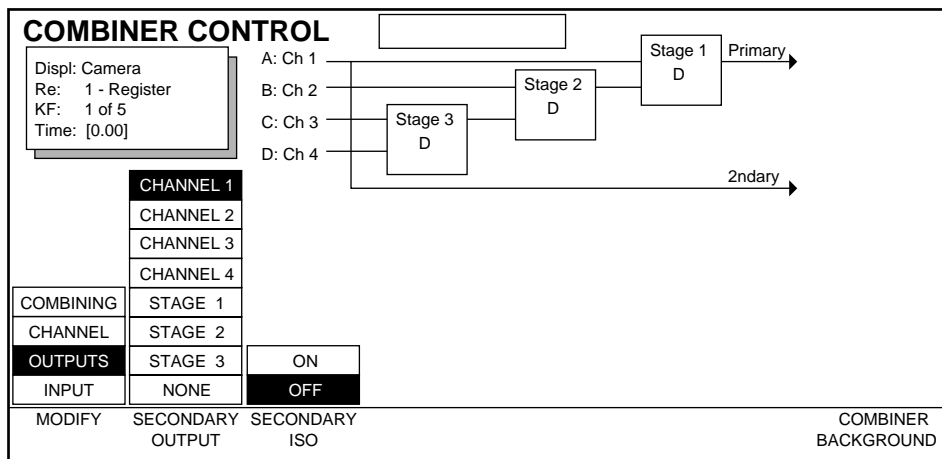 COMBINER CONTROL
Displ: Camera
Re: 1 - Register
KF: 1 of 5
Time: [0.00]
A: Ch 1
B: Ch 2
C: Ch 3
D: Ch 4
Stage 3
D
Stage 2
D
Stage 1
D
Primary
2ndary
CHANNEL 1
CHANNEL 2
CHANNEL 3
CHANNEL 4
COMBINING
STAGE 1
CHANNEL
STAGE 2
OUTPUTS
STAGE 3
ON
INPUT
NONE
OFF
MODIFY
SECONDARY
OUTPUT
SECONDARY
ISO
COMBINER
BACKGROUND